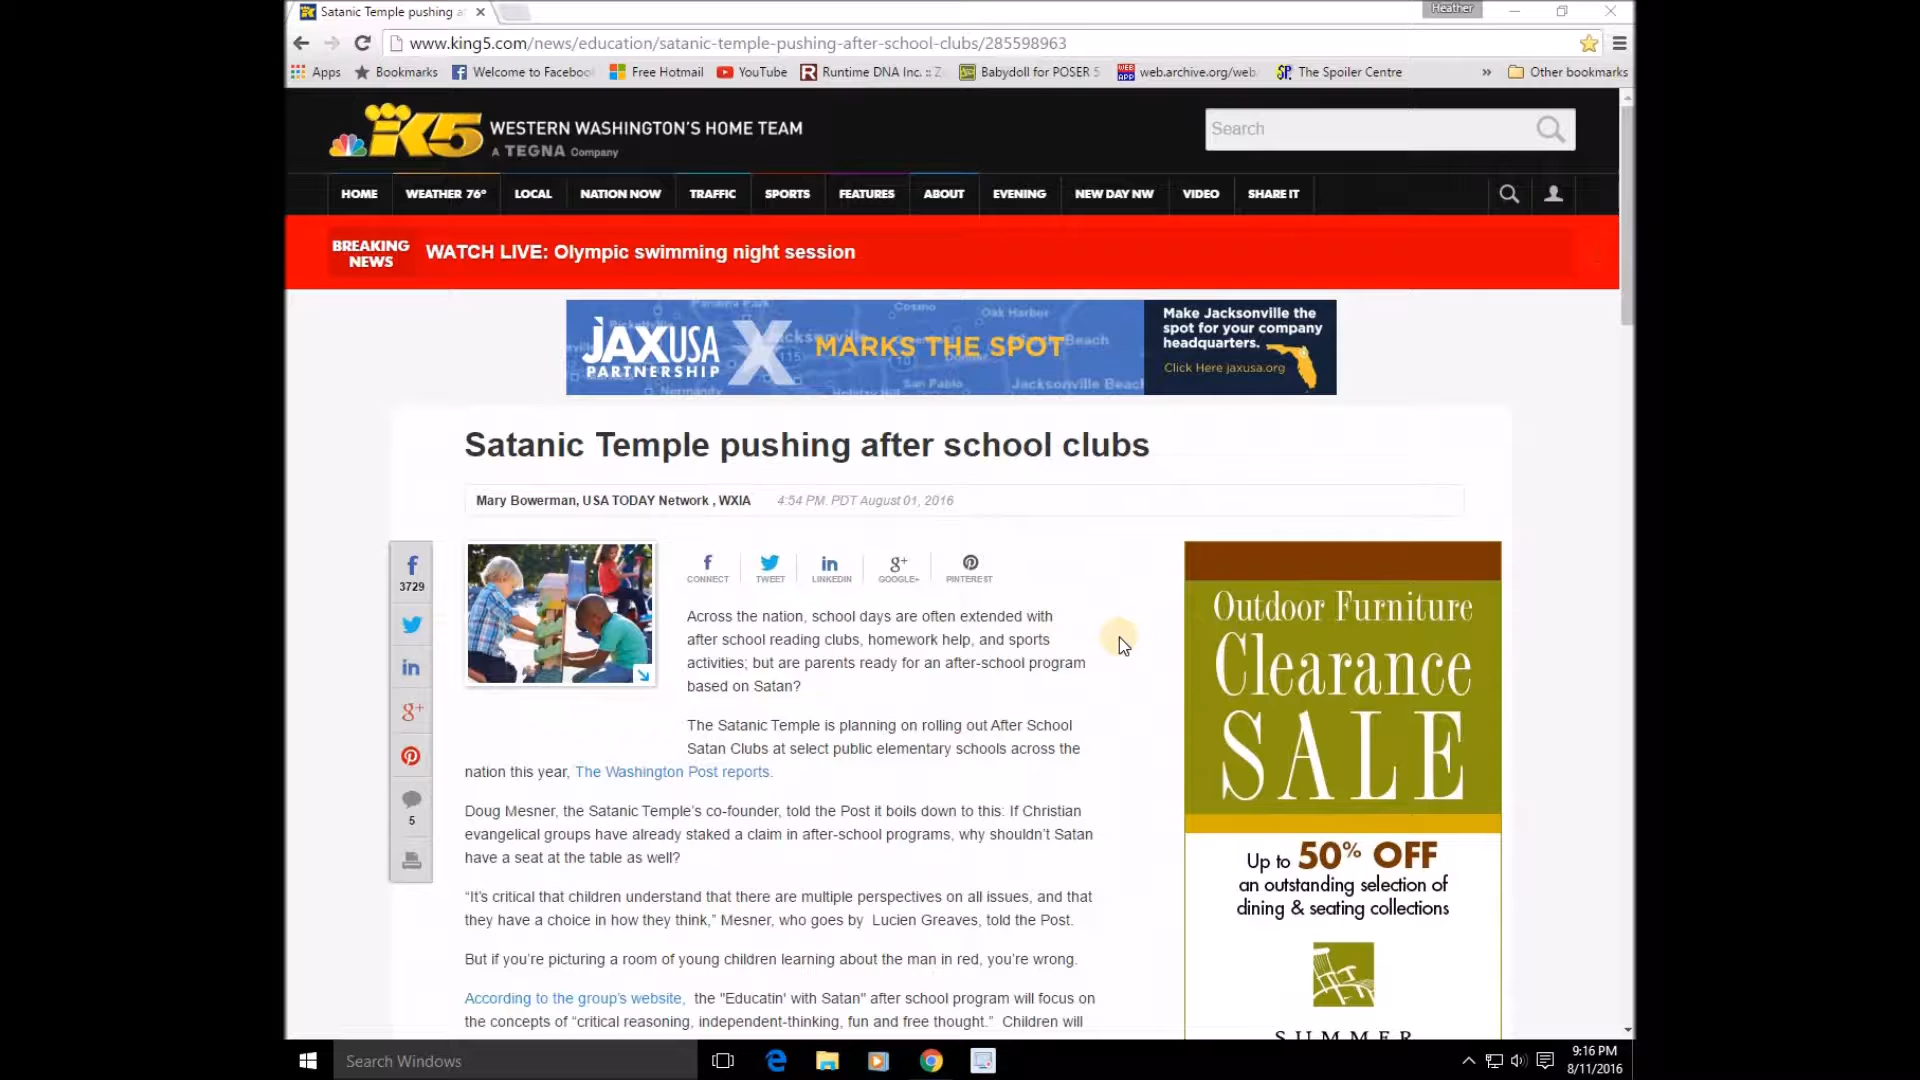 Satanic Temple pushing a
Heather
www.king5.com/news/education/satanic-temple-pushing-after-school-clubs/285598963
Apps Bookmarks Welcome to Faceboo Free Hotmail YouTube Runtime DNA Inc. :: Z Babydoll for POSER 5 web.archive.org/web The Spoiler Centre » Other bookmarks
K5 WESTERN WASHINGTON'S HOME TEAM
A TEGNA Company
Search
HOME WEATHER 76° LOCAL NATION NOW TRAFFIC SPORTS FEATURES ABOUT EVENING NEW DAY NW VIDEO SHARE IT
BREAKING
NEWS
WATCH LIVE: Olympic swimming night session
JAXUSA
PARTNERSHIP
X MARKS THE SPOT
Make Jacksonville the
spot for your company
headquarters.
Click Here jaxusa.org
Cosmo
Oak Harbor
San Pablo
Jacksonville Beac
Normandy
Satanic Temple pushing after school clubs
Mary Bowerman, USA TODAY Network , WXIA 4:54 PM. PDT August 01, 2016
3729
5
CONNECT TWEET LINKEDIN GOOGLE+ PINTEREST
Across the nation, school days are often extended with
after school reading clubs, homework help, and sports
activities; but are parents ready for an after-school program
based on Satan?
The Satanic Temple is planning on rolling out After School
Satan Clubs at select public elementary schools across the
nation this year, The Washington Post reports.
Doug Mesner, the Satanic Temple's co-founder, told the Post it boils down to this: If Christian
evangelical groups have already staked a claim in after-school programs, why shouldn't Satan
have a seat at the table as well?
“It's critical that children understand that there are multiple perspectives on all issues, and that
they have a choice in how they think,” Mesner, who goes by Lucien Greaves, told the Post.
But if you're picturing a room of young children learning about the man in red, you're wrong.
According to the group's website, the "Educatin' with Satan" after school program will focus on
the concepts of “critical reasoning, independent-thinking, fun and free thought.” Children will
Outdoor Furniture
Clearance
SALE
Up to 50% OFF
an outstanding selection of
dining & seating collections
SUMMER
Search Windows
9:16 PM
8/11/2016